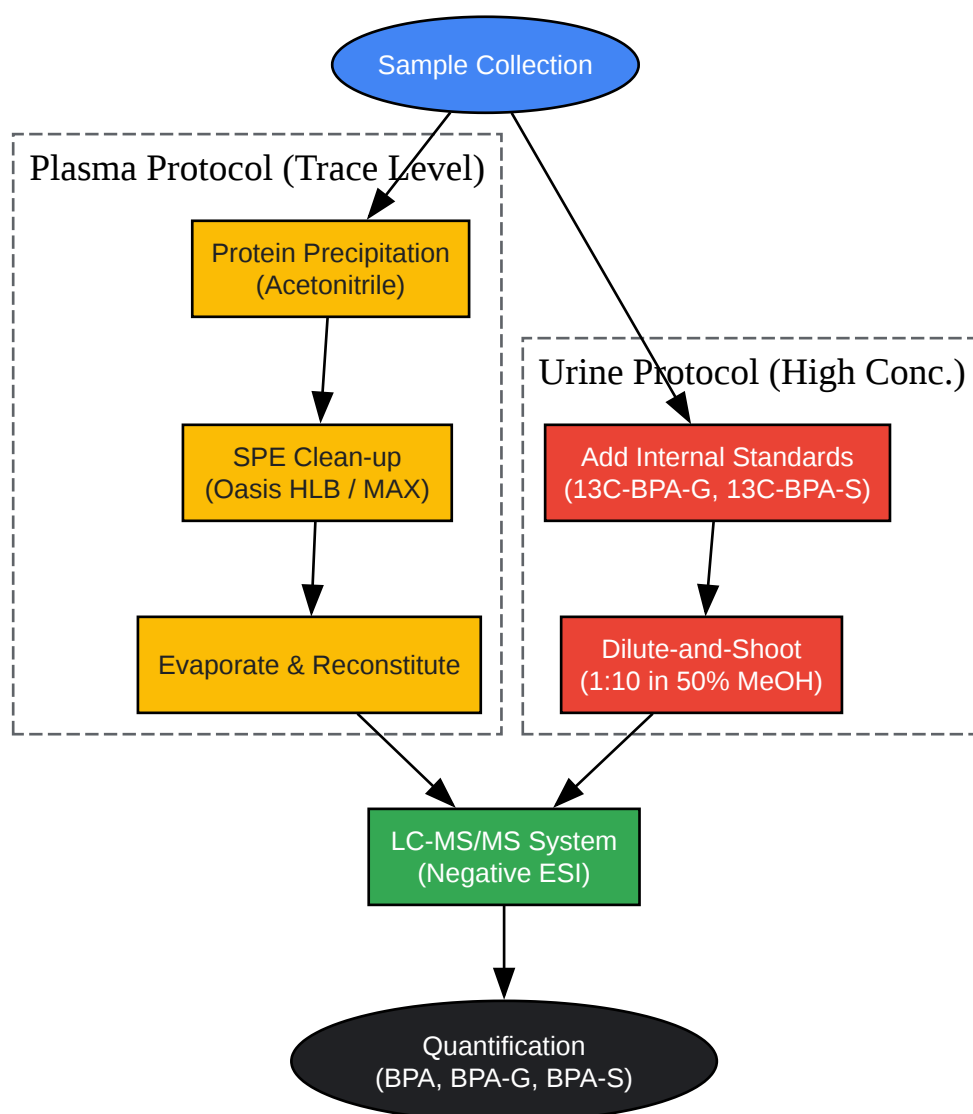 Sample Collection
Plasma Protocol (Trace Level)
Protein Precipitation
(Acetonitrile)
SPE Clean-up
(Oasis HLB / MAX)
Evaporate & Reconstitute
Urine Protocol (High Conc.)
Add Internal Standards
(13C-BPA-G, 13C-BPA-S)
Dilute-and-Shoot
(1:10 in 50% MeOH)
LC-MS/MS System
(Negative ESI)
Quantification
(BPA, BPA-G, BPA-S)